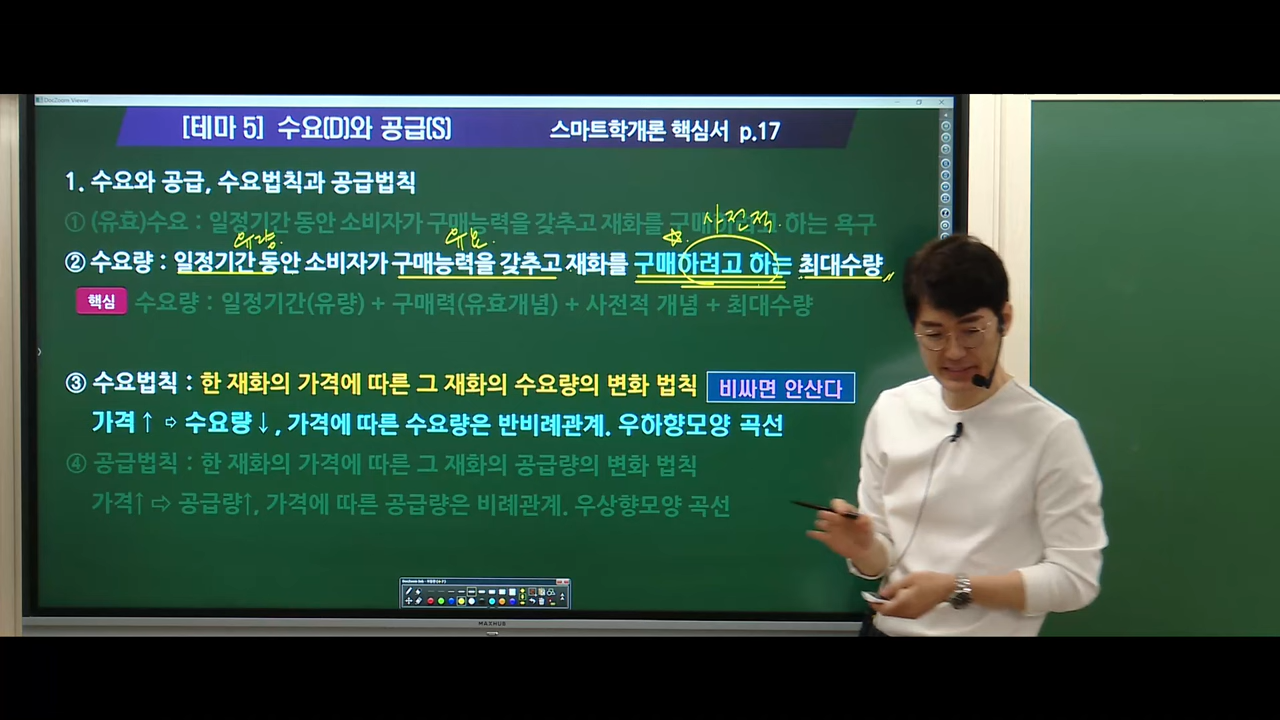 DocZoom Viewer
[테마 5] 수요(D)와 공급(S) 스마트학개론 핵심서 p.17
1. 수요와 공급, 수요법칙과 공급법칙
① (유효)수요 : 일정기간 동안 소비자가 구매능력을 갖추고 재화를 구매하려고 하는 욕구
유량 유효 ☆ 사전적
② 수요량 : 일정기간 동안 소비자가 구매능력을 갖추고 재화를 구매하려고 하는 최대수량
핵심 수요량 : 일정기간(유량) + 구매력(유효개념) + 사전적 개념 + 최대수량
③ 수요법칙 : 한 재화의 가격에 따른 그 재화의 수요량의 변화 법칙 비싸면 안산다
가격↑ ⇨ 수요량↓, 가격에 따른 수요량은 반비례관계. 우하향모양 곡선
④ 공급법칙 : 한 재화의 가격에 따른 그 재화의 공급량의 변화 법칙
가격↑ ⇨ 공급량↑, 가격에 따른 공급량은 비례관계. 우상향모양 곡선
MAXHUB